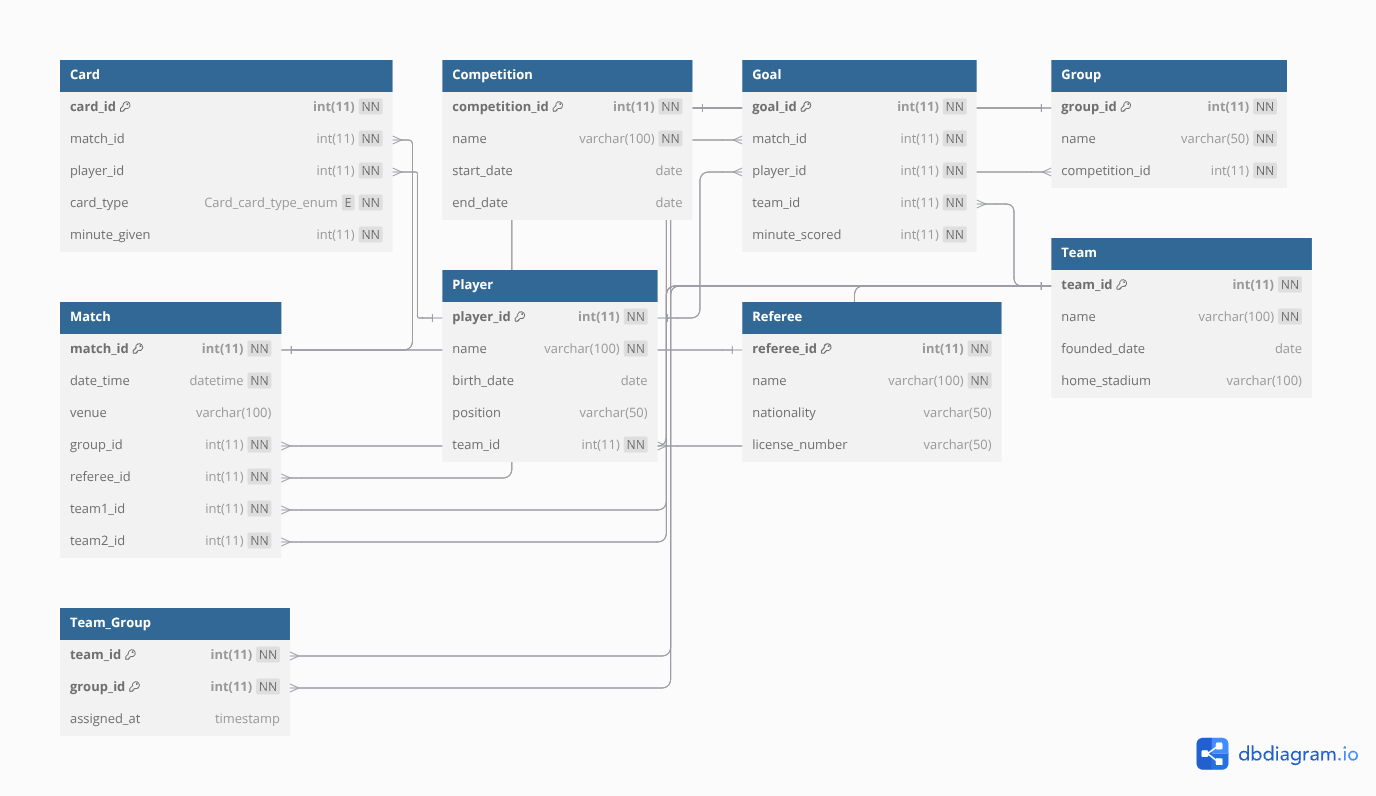 Card
card_id int(11) NN
match_id int(11) NN
player_id int(11) NN
card_type Card_card_type_enum E NN
minute_given int(11) NN
Competition
competition_id int(11) NN
name varchar(100) NN
start_date date
end_date date
Goal
goal_id int(11) NN
match_id int(11) NN
player_id int(11) NN
team_id int(11) NN
minute_scored int(11) NN
Group
group_id int(11) NN
name varchar(50) NN
competition_id int(11) NN
Team
team_id int(11) NN
name varchar(100) NN
founded_date date
home_stadium varchar(100)
Player
player_id int(11) NN
name varchar(100) NN
birth_date date
position varchar(50)
team_id int(11) NN
Match
match_id int(11) NN
date_time datetime NN
venue varchar(100)
group_id int(11) NN
referee_id int(11) NN
team1_id int(11) NN
team2_id int(11) NN
Referee
referee_id int(11) NN
name varchar(100) NN
nationality varchar(50)
license_number varchar(50)
Team_Group
team_id int(11) NN
group_id int(11) NN
assigned_at timestamp
dbdiagram.io